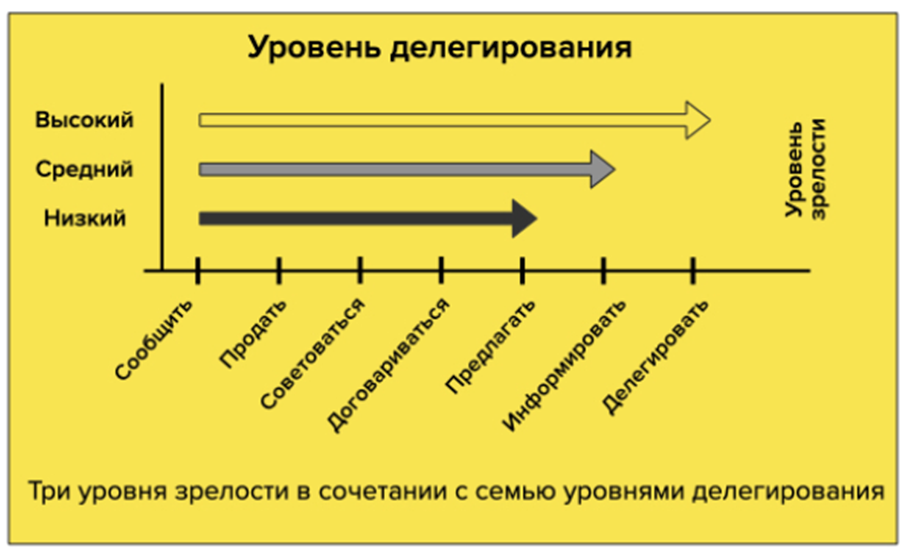 Уровень делегирования
Высокий
Средний
Низкий
Уровень
зрелости
Сообщить
Продать
Советоваться
Договариваться
Предлагать
Информировать
Делегировать
Три уровня зрелости в сочетании с семью уровнями делегирования